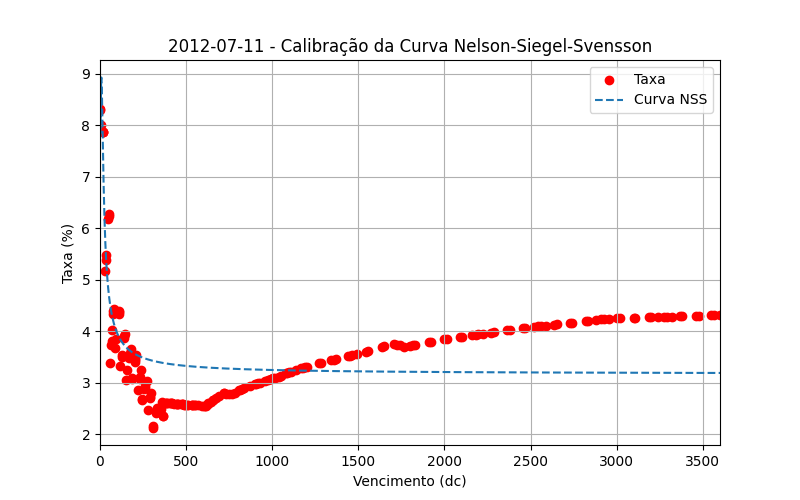 2012-07-11 - Calibração da Curva Nelson-Siegel-Svensson
Taxa
Curva NSS
Taxa (%)
9
8
7
6
5
4
3
2
0 500 1000 1500 2000 2500 3000 3500
Vencimento (dc)